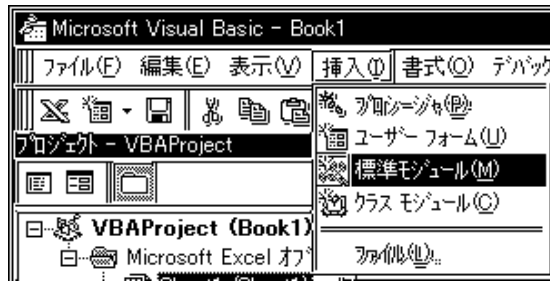 Microsoft Visual Basic - Book1
ファイル(F) 編集(E) 表示(V) 挿入(I) 書式(O) デバッグ
プロシージャ(P)
ユーザー フォーム(U)
標準モジュール(M)
クラス モジュール(C)
ファイル(L)...
プロジェクト - VBAProject
VBAProject (Book1)
Microsoft Excel オブ